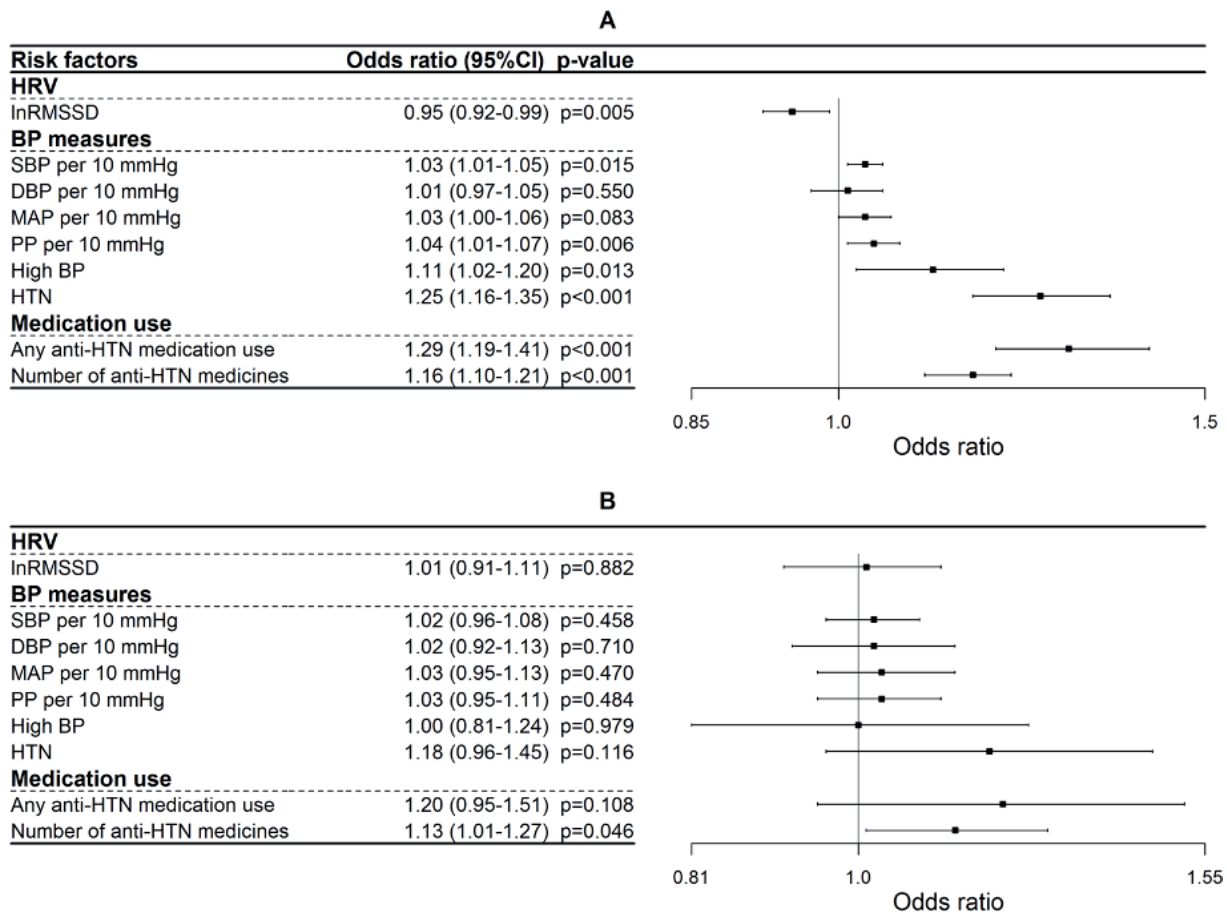 A
Risk factors Odds ratio (95%CI) p-value
HRV
lnRMSSD 0.95 (0.92-0.99) p=0.005
BP measures
SBP per 10 mmHg 1.03 (1.01-1.05) p=0.015
DBP per 10 mmHg 1.01 (0.97-1.05) p=0.550
MAP per 10 mmHg 1.03 (1.00-1.06) p=0.083
PP per 10 mmHg 1.04 (1.01-1.07) p=0.006
High BP 1.11 (1.02-1.20) p=0.013
HTN 1.25 (1.16-1.35) p<0.001
Medication use
Any anti-HTN medication use 1.29 (1.19-1.41) p<0.001
Number of anti-HTN medicines 1.16 (1.10-1.21) p<0.001
0.85 1.0 1.5
Odds ratio
B
HRV
lnRMSSD 1.01 (0.91-1.11) p=0.882
BP measures
SBP per 10 mmHg 1.02 (0.96-1.08) p=0.458
DBP per 10 mmHg 1.02 (0.92-1.13) p=0.710
MAP per 10 mmHg 1.03 (0.95-1.13) p=0.470
PP per 10 mmHg 1.03 (0.95-1.11) p=0.484
High BP 1.00 (0.81-1.24) p=0.979
HTN 1.18 (0.96-1.45) p=0.116
Medication use
Any anti-HTN medication use 1.20 (0.95-1.51) p=0.108
Number of anti-HTN medicines 1.13 (1.01-1.27) p=0.046
0.81 1.0 1.55
Odds ratio